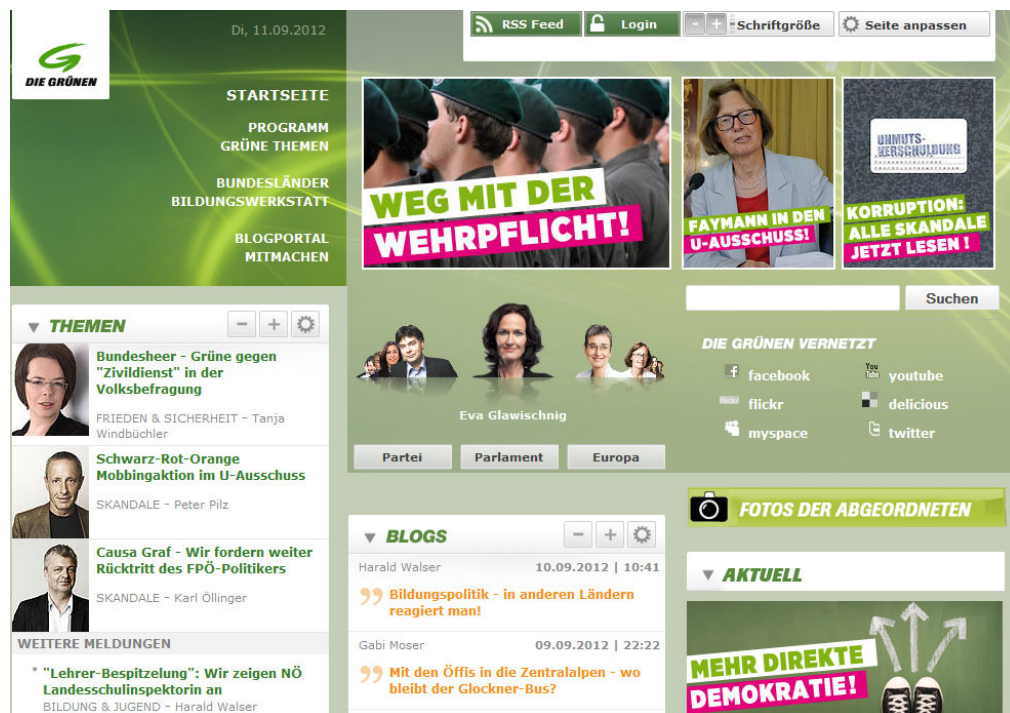 Di, 11.09.2012
RSS Feed
Login
- + Schriftgröße
Seite anpassen
DIE GRÜNEN
STARTSEITE
PROGRAMM
GRÜNE THEMEN
BUNDESLÄNDER
BILDUNGSWERKSTATT
BLOGPORTAL
MITMACHEN
WEG MIT DER
WEHRPFLICHT!
FAYMANN IN DEN
U-AUSSCHUSS!
UNMUTS-
VERSCHULDUNG
KORRUPTION:
ALLE SKANDALE
JETZT LESEN !
Suchen
THEMEN
Bundesheer - Grüne gegen
"Zivildienst" in der
Volksbefragung
FRIEDEN & SICHERHEIT - Tanja
Windbüchler
Schwarz-Rot-Orange
Mobbingaktion im U-Ausschuss
SKANDALE - Peter Pilz
Causa Graf - Wir fordern weiter
Rücktritt des FPÖ-Politikers
SKANDALE - Karl Öllinger
WEITERE MELDUNGEN
"Lehrer-Bespitzelung": Wir zeigen NÖ
Landesschulinspektorin an
BILDUNG & JUGEND - Harald Walser
Eva Glawischnig
Partei
Parlament
Europa
DIE GRÜNEN VERNETZT
facebook
You
Tube
youtube
flickr
delicious
myspace
twitter
BLOGS
Harald Walser 10.09.2012 | 10:41
Bildungspolitik - in anderen Ländern
reagiert man!
Gabi Moser 09.09.2012 | 22:22
Mit den Öffis in die Zentralalpen - wo
bleibt der Glockner-Bus?
FOTOS DER ABGEORDNETEN
AKTUELL
MEHR DIREKTE
DEMOKRATIE!